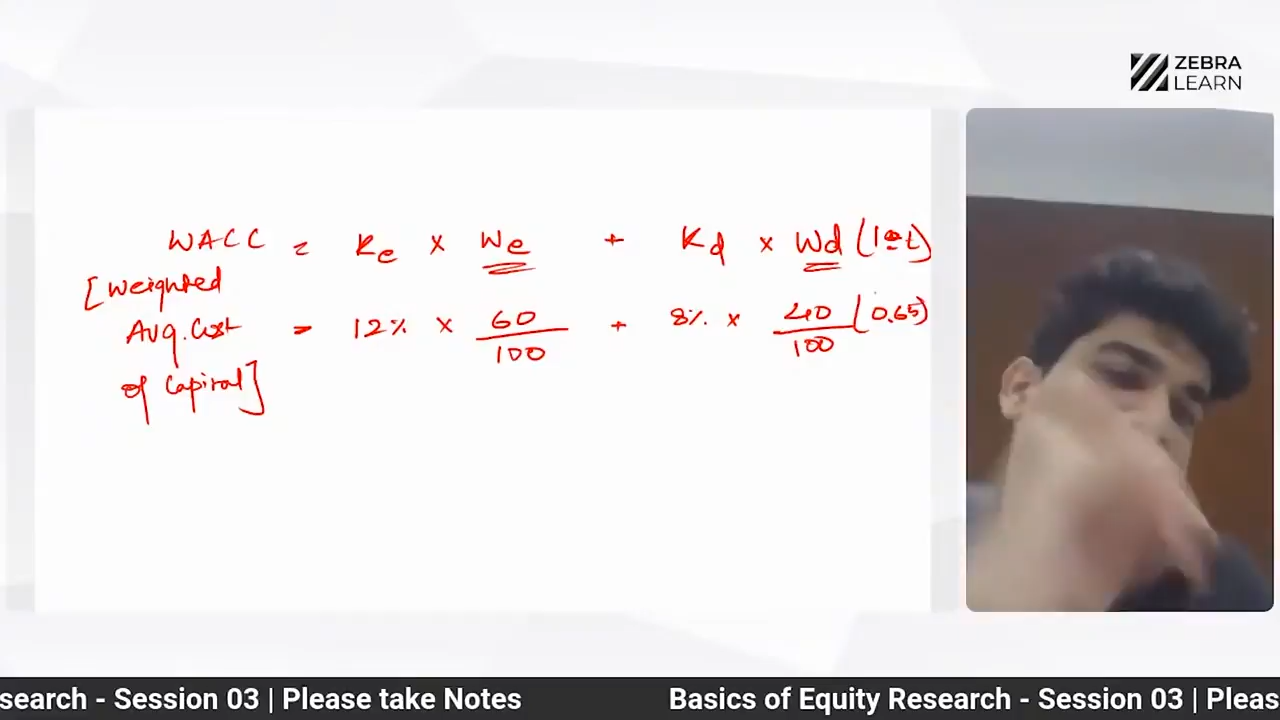 ZEBRA
LEARN
WACC = Ke × We + Kd × Wd (1-t)
[Weighted
Avg. Cost = 12% × 60/100 + 8% × 40/100 (0.65)
of Capital]
search - Session 03 | Please take Notes Basics of Equity Research - Session 03 | Pleas